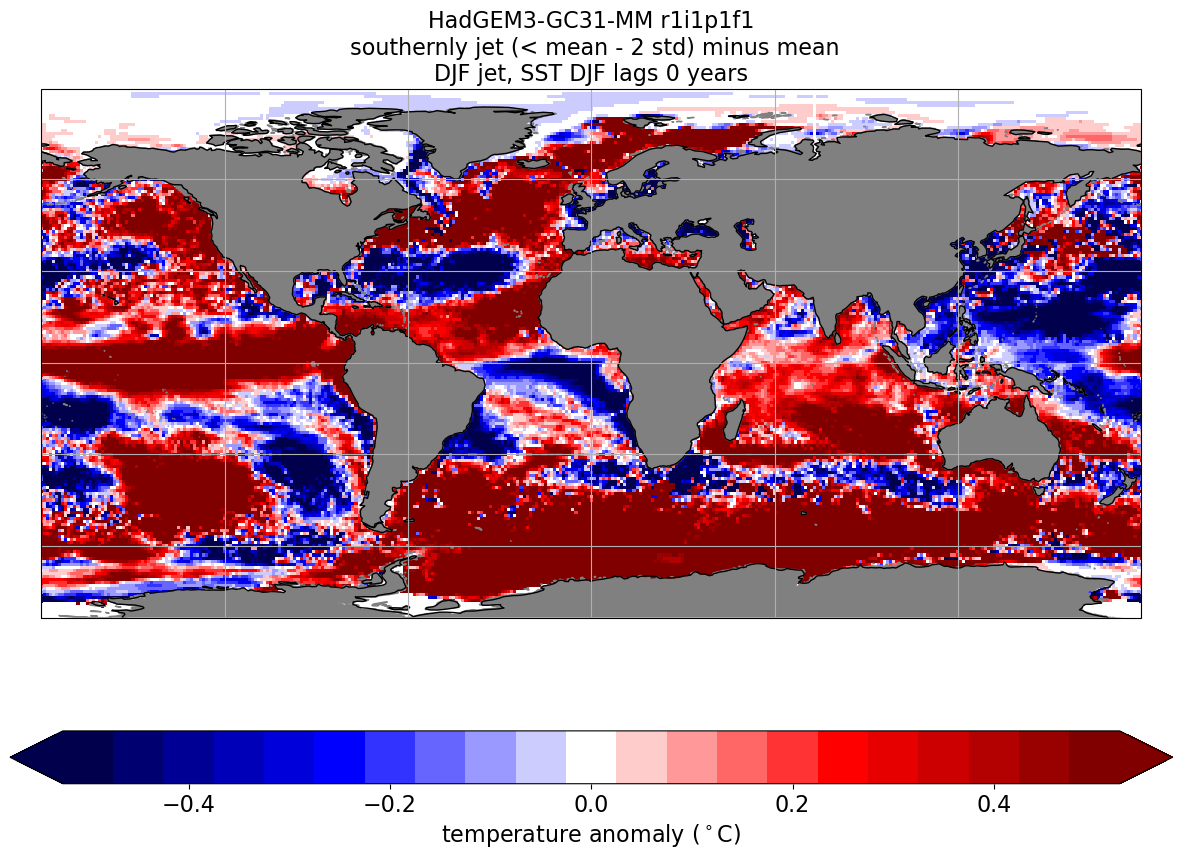 HadGEM3-GC31-MM r1i1p1f1
southernly jet (< mean - 2 std) minus mean
DJF jet, SST DJF lags 0 years
−0.4 −0.2 0.0 0.2 0.4
temperature anomaly (°C)